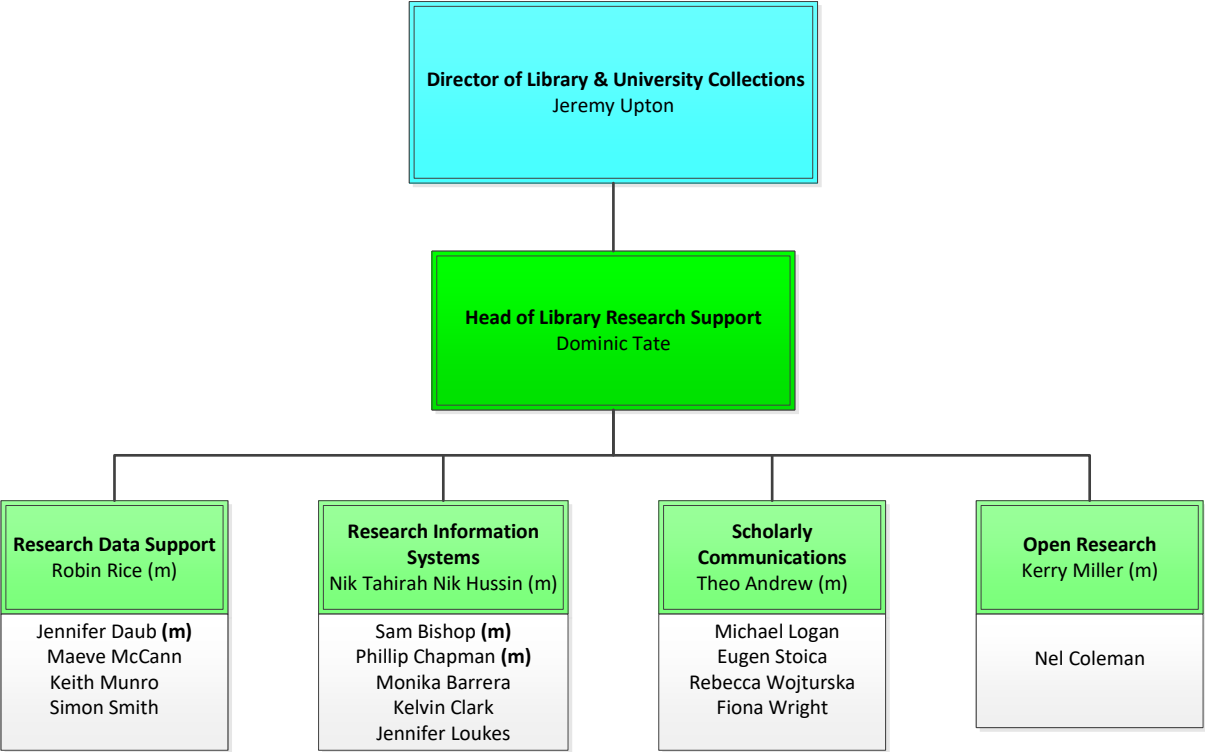 Director of Library & University Collections
Jeremy Upton
Head of Library Research Support
Dominic Tate
Research Data Support
Robin Rice (m)
Jennifer Daub (m)
Maeve McCann
Keith Munro
Simon Smith
Research Information
Systems
Nik Tahirah Nik Hussin (m)
Sam Bishop (m)
Phillip Chapman (m)
Monika Barrera
Kelvin Clark
Jennifer Loukes
Scholarly
Communications
Theo Andrew (m)
Michael Logan
Eugen Stoica
Rebecca Wojturska
Fiona Wright
Open Research
Kerry Miller (m)
Nel Coleman